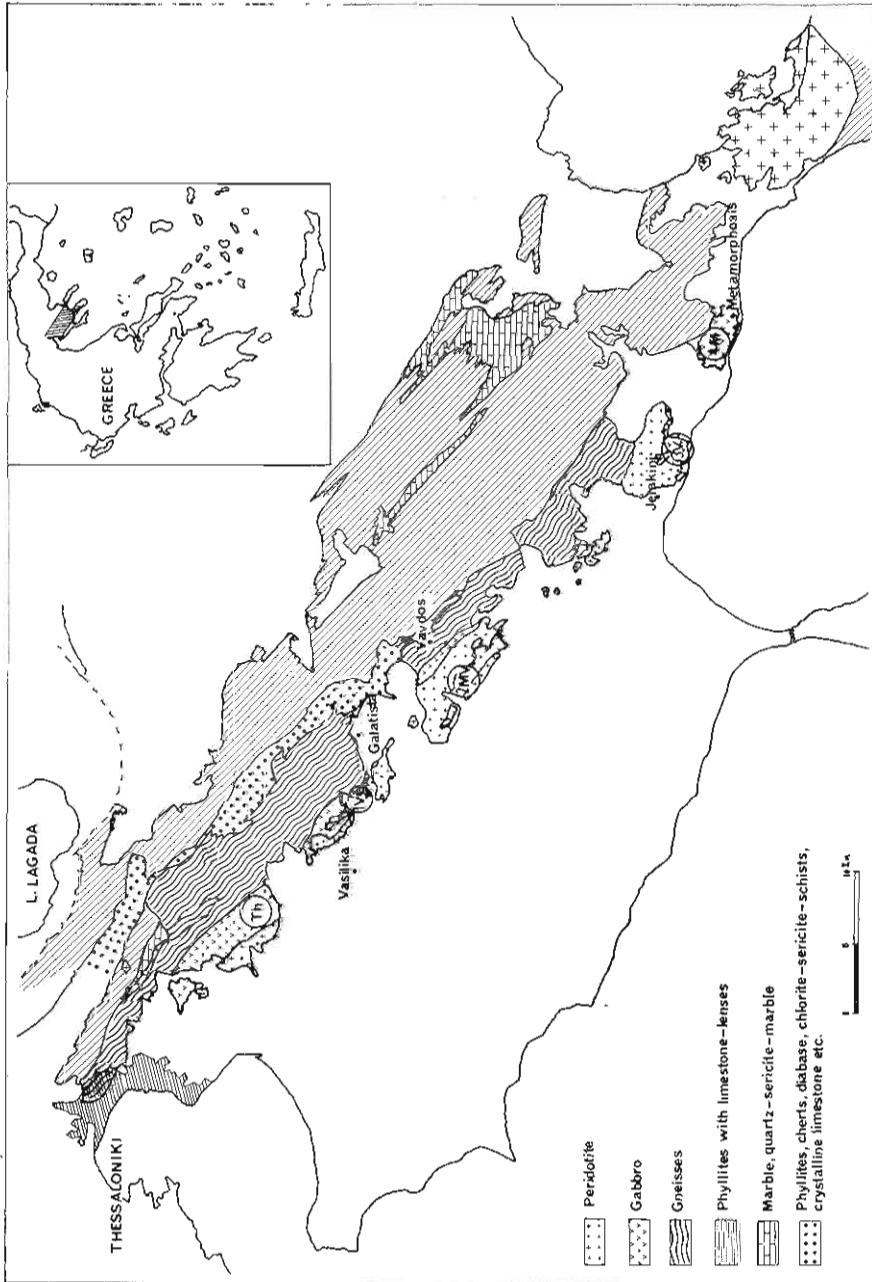 THESSALONIKI
L. LAGADA
GREECE
Th
Vasilika
Galatista
Vavdos
Jerakini
Metamorphosis
Peridotite
Gabbro
Gneisses
Phyllites with limestone-lenses
Marble, quartz-sericite-marble
Phyllites, cherts, diabase, chlorite-sericite-schists,
crystalline limestone etc.